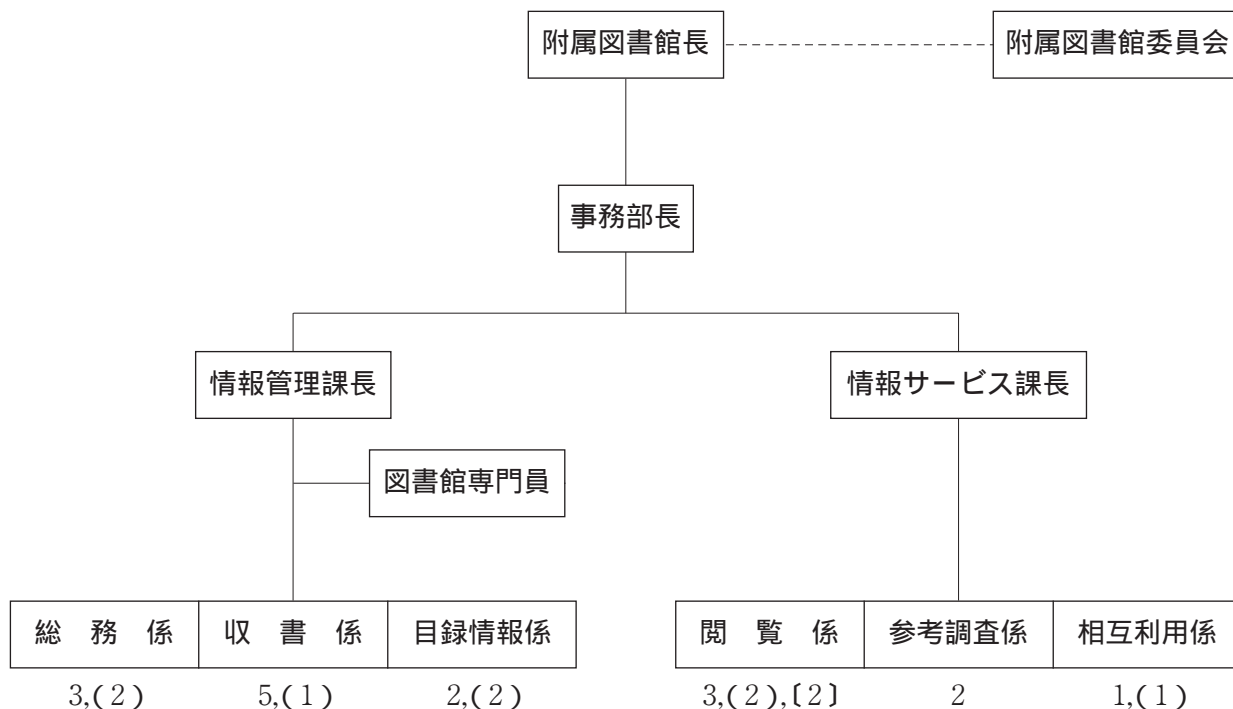 附属図書館長 附属図書館委員会
事務部長
情報管理課長 情報サービス課長
図書館専門員
総務係 収書係 目録情報係 閲覧係 参考調査係 相互利用係
3,(2) 5,(1) 2,(2) 3,(2),〔2〕 2 1,(1)